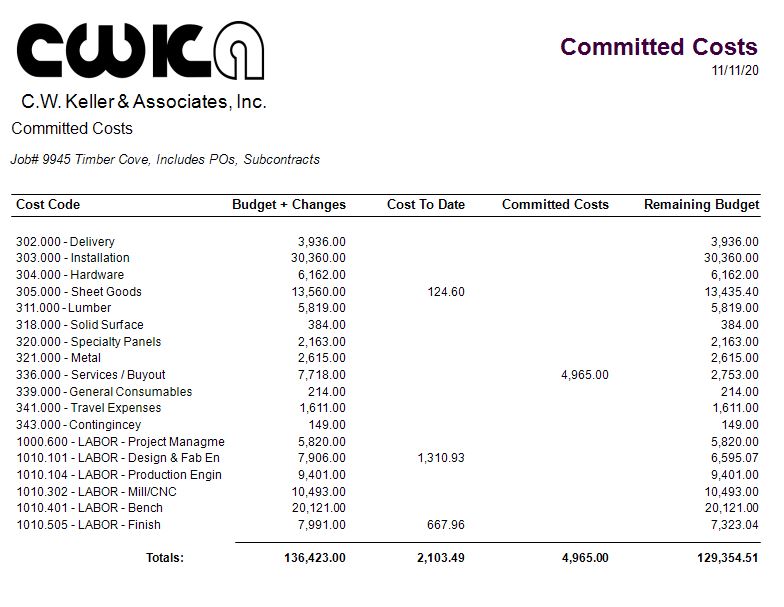 CWKA
Committed Costs
11/11/20
C.W. Keller & Associates, Inc.
Committed Costs
Job# 9945 Timber Cove, Includes POs, Subcontracts
Cost Code Budget + Changes Cost To Date Committed Costs Remaining Budget
302.000 - Delivery 3,936.00 3,936.00
303.000 - Installation 30,360.00 30,360.00
304.000 - Hardware 6,162.00 6,162.00
305.000 - Sheet Goods 13,560.00 124.60 13,435.40
311.000 - Lumber 5,819.00 5,819.00
318.000 - Solid Surface 384.00 384.00
320.000 - Specialty Panels 2,163.00 2,163.00
321.000 - Metal 2,615.00 2,615.00
336.000 - Services / Buyout 7,718.00 4,965.00 2,753.00
339.000 - General Consumables 214.00 214.00
341.000 - Travel Expenses 1,611.00 1,611.00
343.000 - Contingincey 149.00 149.00
1000.600 - LABOR - Project Managme 5,820.00 5,820.00
1010.101 - LABOR - Design & Fab En 7,906.00 1,310.93 6,595.07
1010.104 - LABOR - Production Engin 9,401.00 9,401.00
1010.302 - LABOR - Mill/CNC 10,493.00 10,493.00
1010.401 - LABOR - Bench 20,121.00 20,121.00
1010.505 - LABOR - Finish 7,991.00 667.96 7,323.04
Totals: 136,423.00 2,103.49 4,965.00 129,354.51